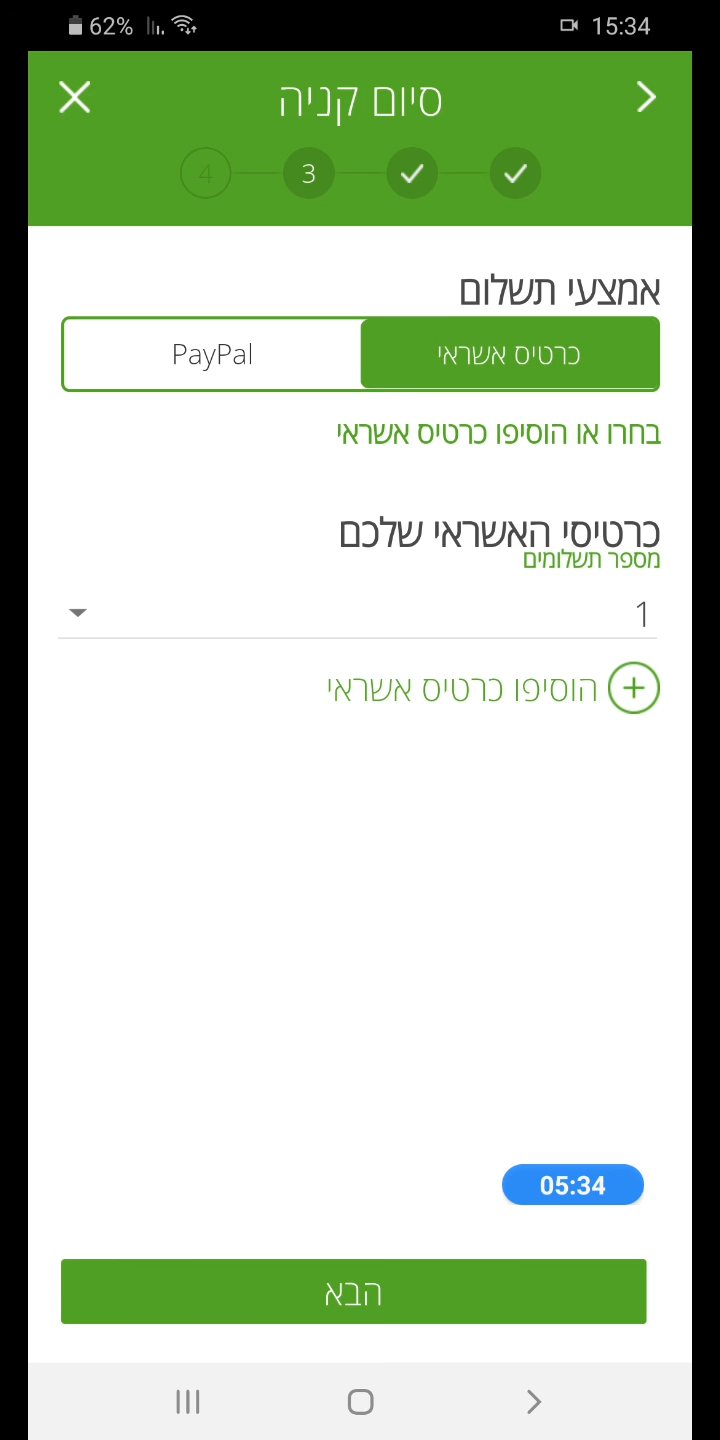 15:34
62%
סיום קניה
3
4
אמצעי תשלום
כרטיס אשראי
PayPal
בחרו או הוסיפו כרטיס אשראי
כרטיסי האשראי שלכם
מספר תשלומים
1
הוסיפו כרטיס אשראי
05:34
הבא